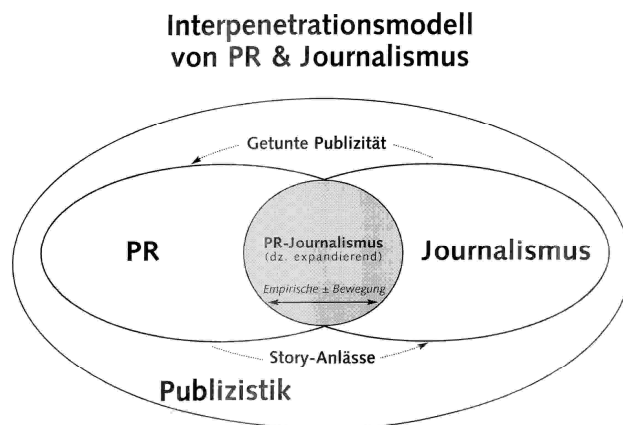 Interpenetrationsmodell
von PR & Journalismus
Getunte Publizität
PR
PR-Journalismus
(dz. expandierend)
Journalismus
Empirische ± Bewegung
Story-Anlässe
Publizistik